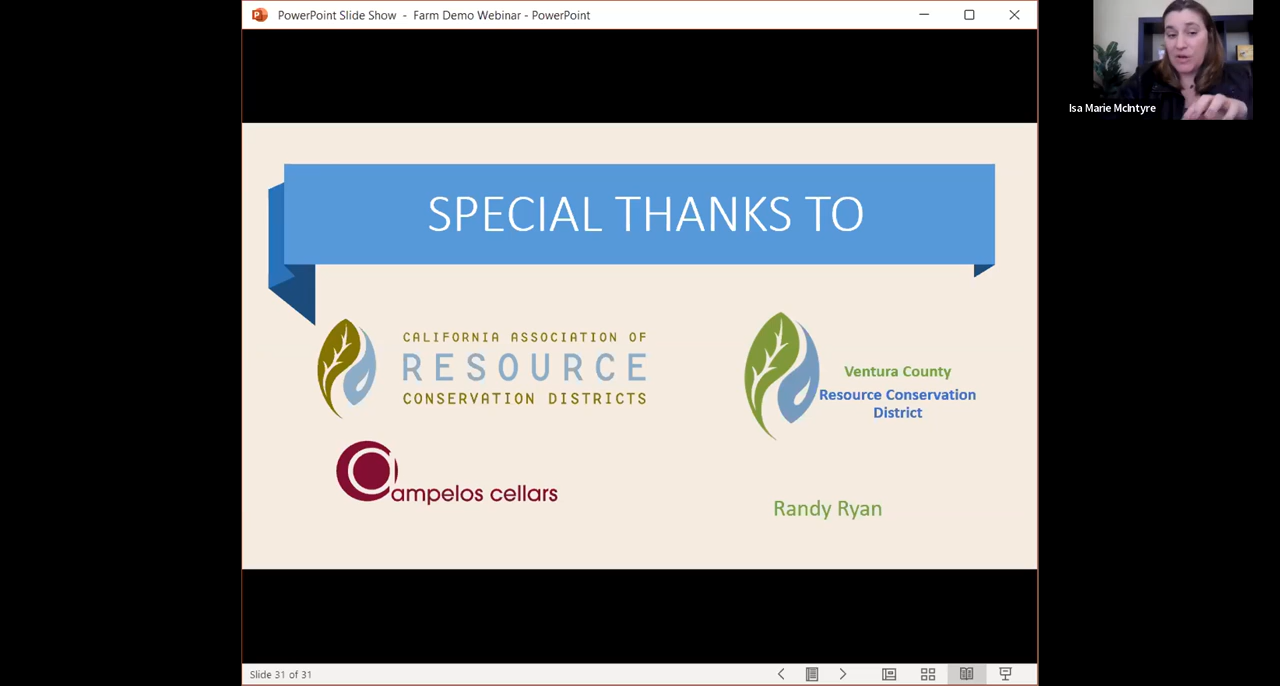 PowerPoint Slide Show - Farm Demo Webinar - PowerPoint
Isa Marie McIntyre
SPECIAL THANKS TO
CALIFORNIA ASSOCIATION OF
RESOURCE
CONSERVATION DISTRICTS
Ventura County
Resource Conservation
District
ampelos cellars
Randy Ryan
Slide 31 of 31